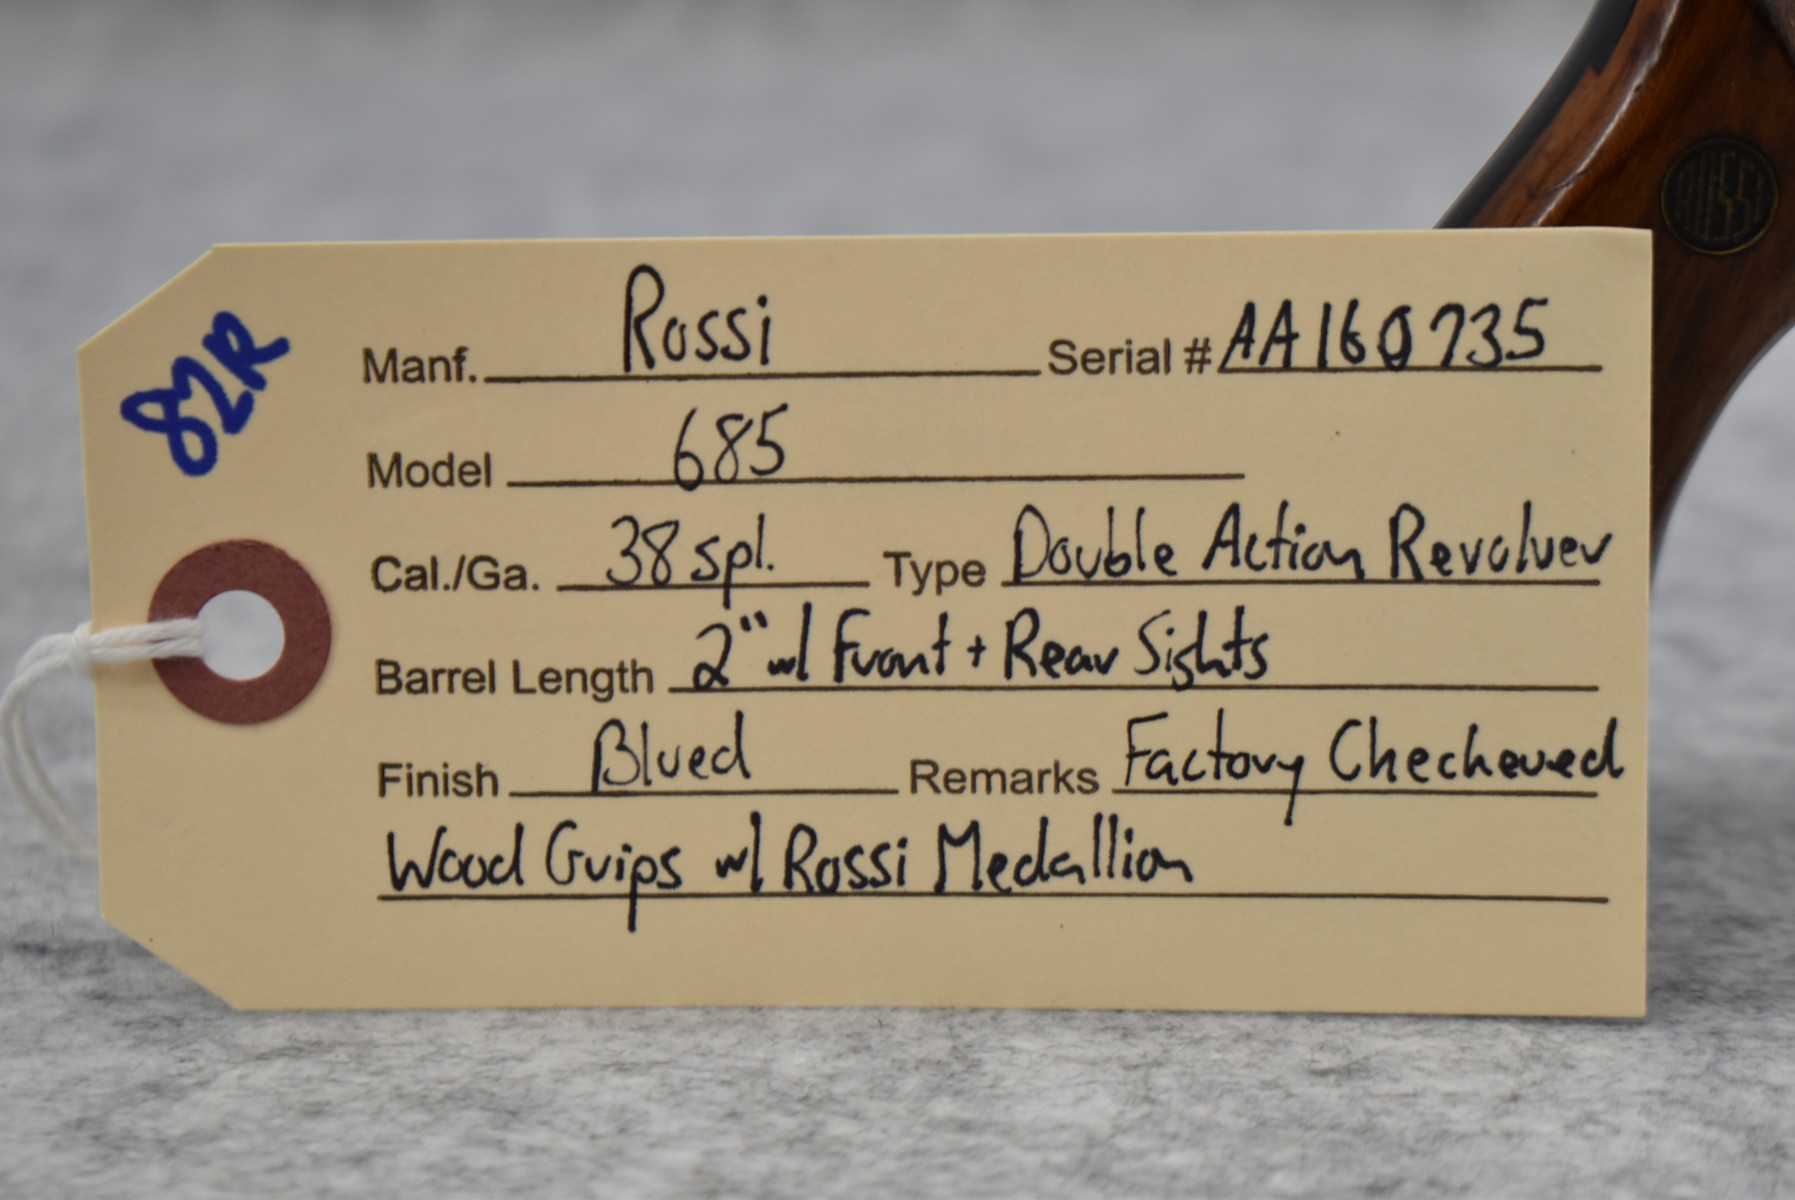 82R
Manf. Rossi Serial # AA160735
Model 685
Cal./Ga. 38 spl. Type Double Action Revolver
Barrel Length 2" w/ Front + Rear Sights
Finish Blued Remarks Factory Checkered
Wood Grips w/ Rossi Medallion
ROSSI